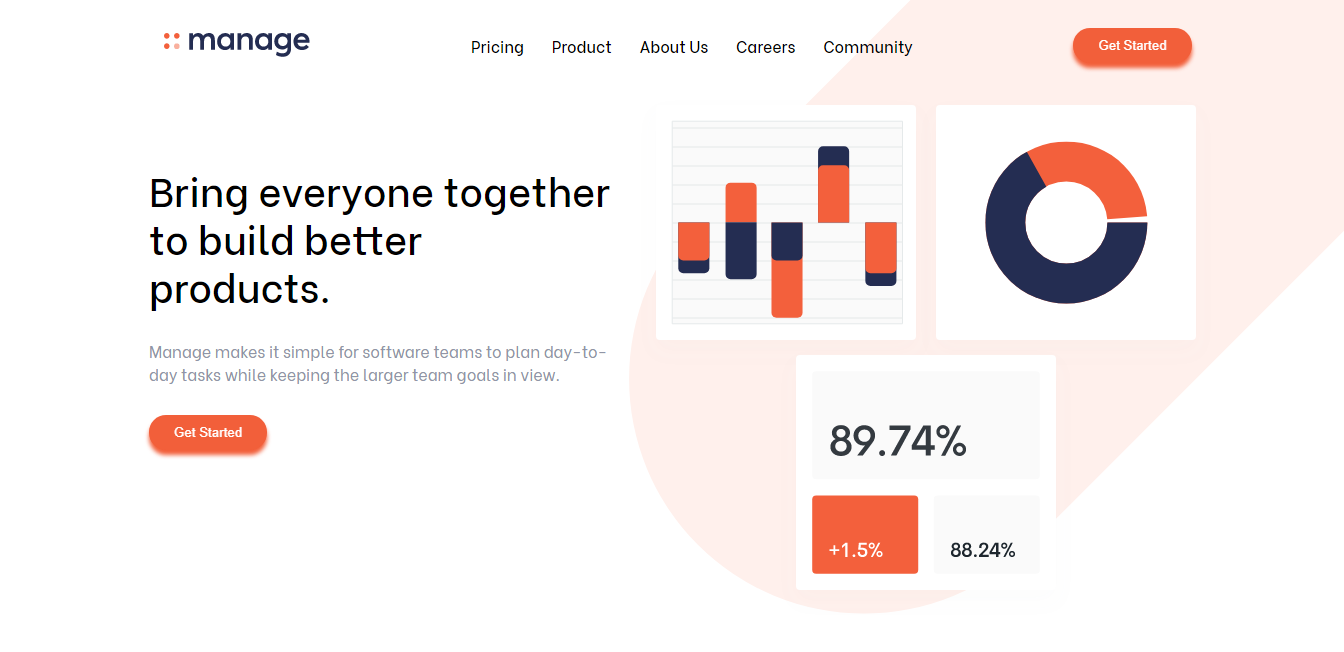 manage
Pricing
Product
About Us
Careers
Community
Get Started
Bring everyone together
to build better
products.
Manage makes it simple for software teams to plan day-to-
day tasks while keeping the larger team goals in view.
Get Started
89.74%
+1.5%
88.24%